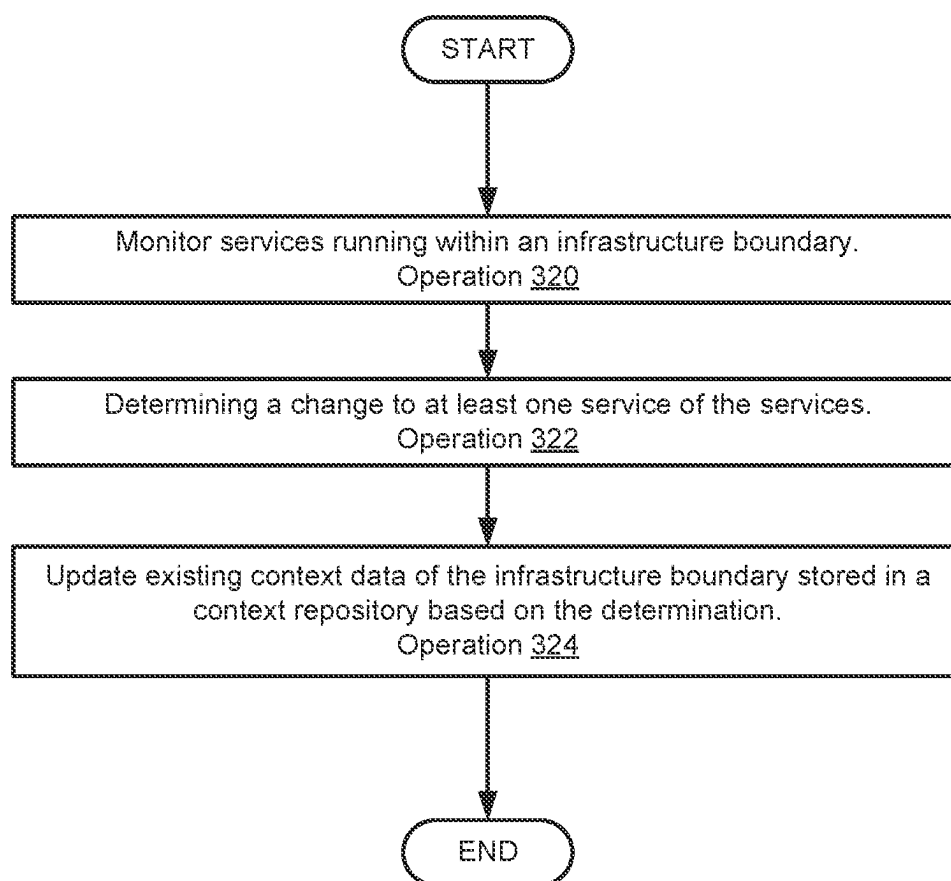 START
Monitor services running within an infrastructure boundary.
Operation 320
Determining a change to at least one service of the services.
Operation 322
Update existing context data of the infrastructure boundary stored in a
context repository based on the determination.
Operation 324
END